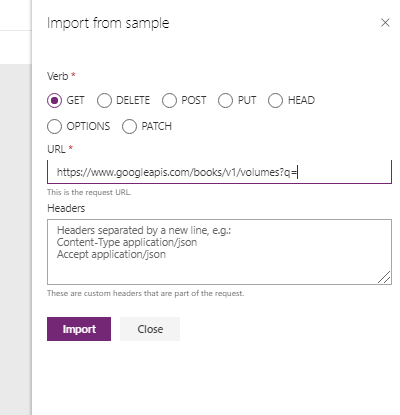 Import from sample
Verb *
GET DELETE POST PUT HEAD
OPTIONS PATCH
URL *
https://www.googleapis.com/books/v1/volumes?q=
This is the request URL.
Headers
Headers separated by a new line, e.g.:
Content-Type application/json
Accept application/json
These are custom headers that are part of the request.
Import Close